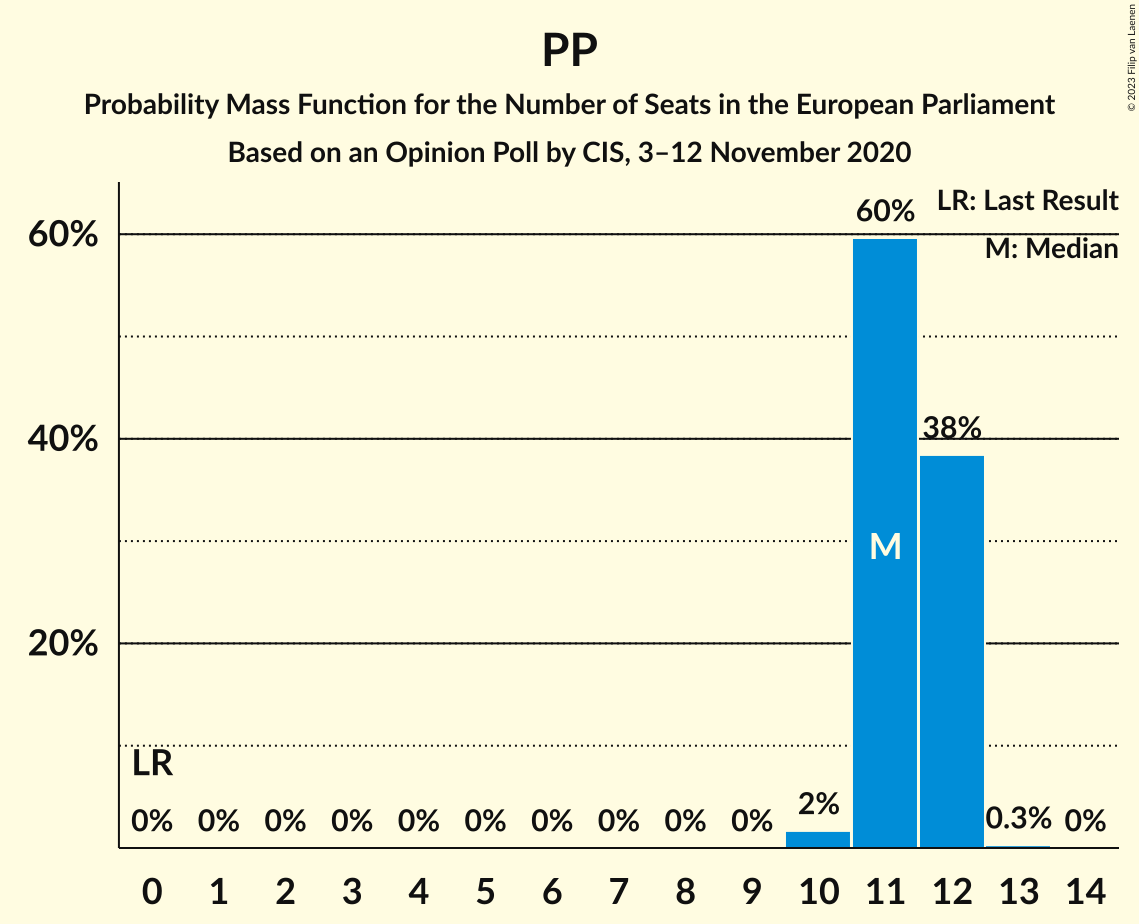 PP
Probability Mass Function for the Number of Seats in the European Parliament
Based on an Opinion Poll by CIS, 3–12 November 2020
© 2023 Filip van Laenen
LR: Last Result
M: Median
60%
40%
20%
60%
38%
M
LR
0% 0% 0% 0% 0% 0% 0% 0% 0% 0% 2% 0.3% 0%
0 1 2 3 4 5 6 7 8 9 10 11 12 13 14